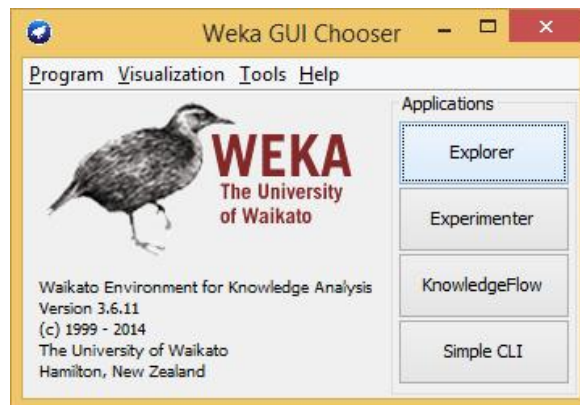 Weka GUI Chooser
Program Visualization Tools Help
WEKA
The University
of Waikato
Waikato Environment for Knowledge Analysis
Version 3.6.11
(c) 1999 - 2014
The University of Waikato
Hamilton, New Zealand
Applications
Explorer
Experimenter
KnowledgeFlow
Simple CLI